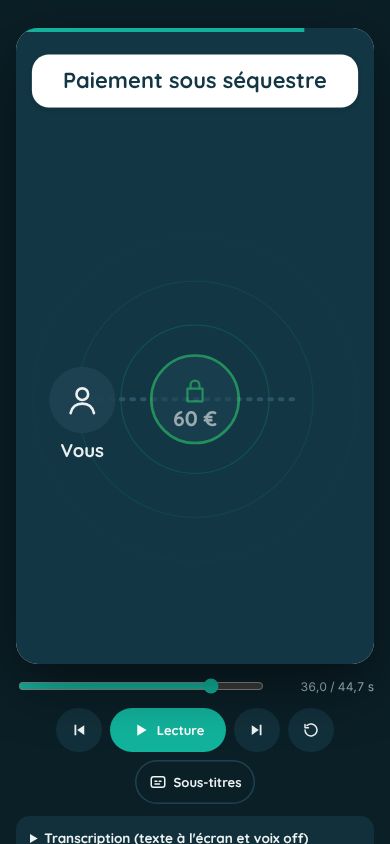 Paiement sous séquestre
60 €
Vous
36,0 / 44,7 s
Lecture
Sous-titres
Transcription (texte à l'écran et voix off)